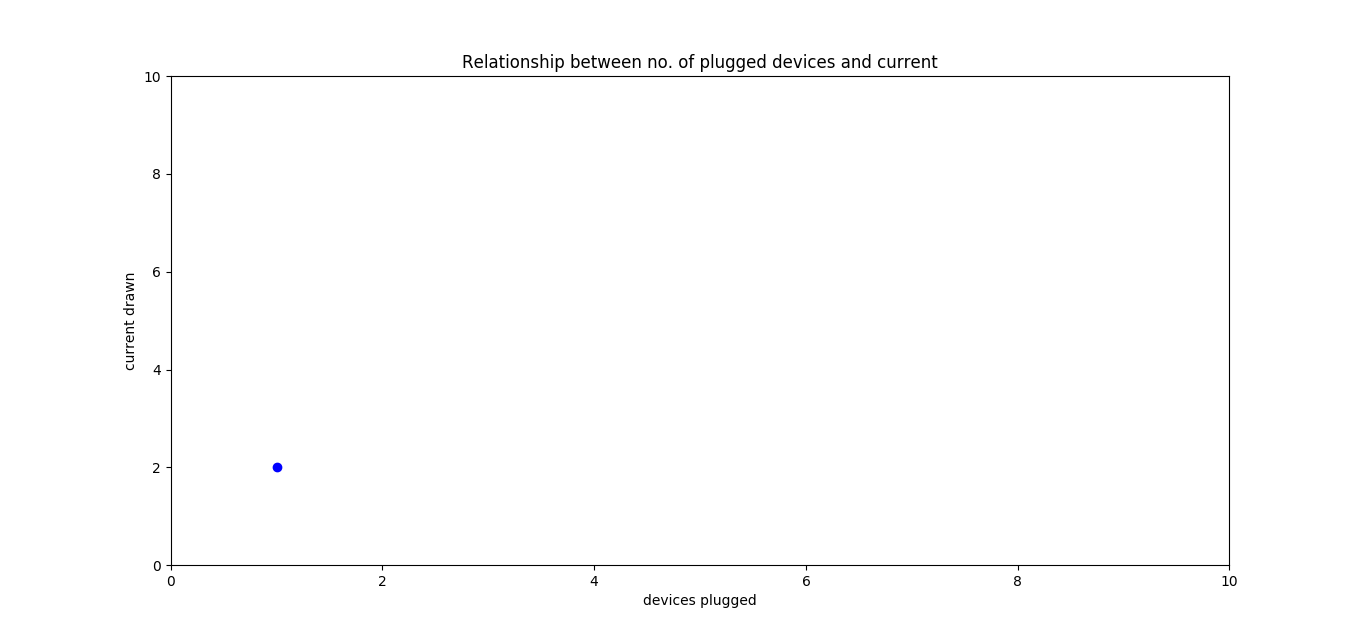 Relationship between no. of plugged devices and current
10
8
6
4
2
0
current drawn
0 2 4 6 8 10
devices plugged